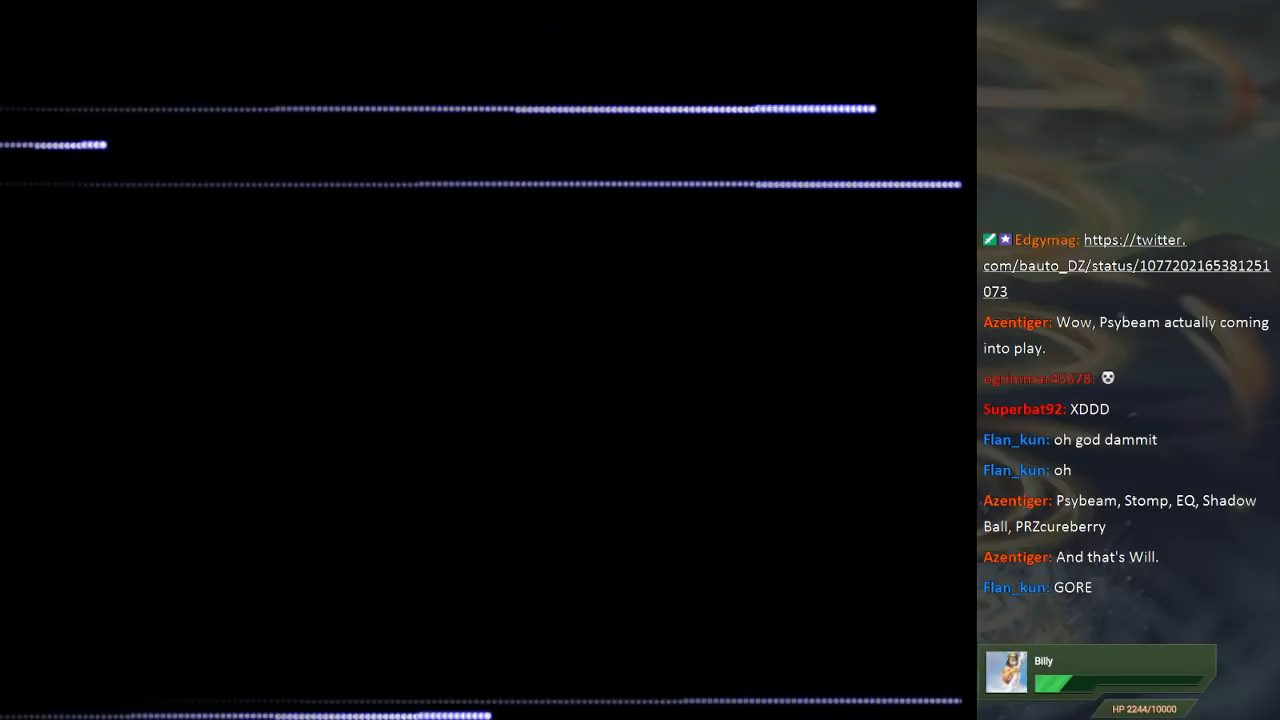 Edgymag: https://twitter.
com/bauto_DZ/status/1077202165381251
073
Azentiger: Wow, Psybeam actually coming
into play.
ogrimmar45678:
Superbat92: XDDD
Flan_kun: oh god dammit
Flan_kun: oh
Azentiger: Psybeam, Stomp, EQ, Shadow
Ball, PRZcureberry
Azentiger: And that's Will.
Flan_kun: GORE
Billy
HP 2244/10000